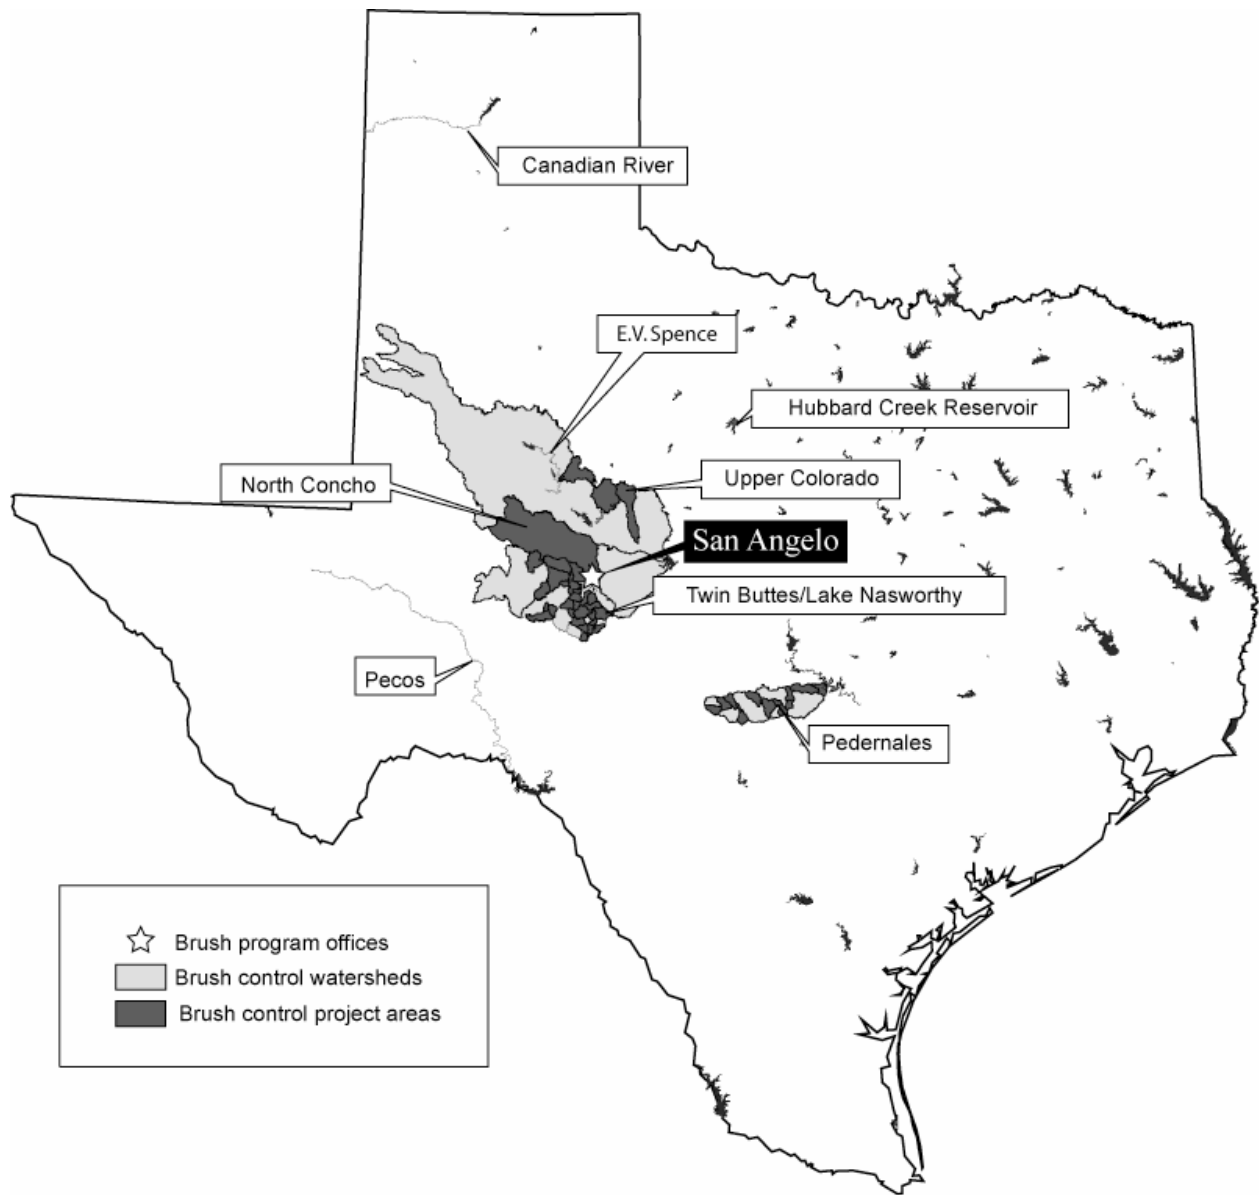 Canadian River
E.V. Spence
Hubbard Creek Reservoir
North Concho
Upper Colorado
San Angelo
Twin Buttes/Lake Nasworthy
Pecos
Pedernales
Brush program offices
Brush control watersheds
Brush control project areas